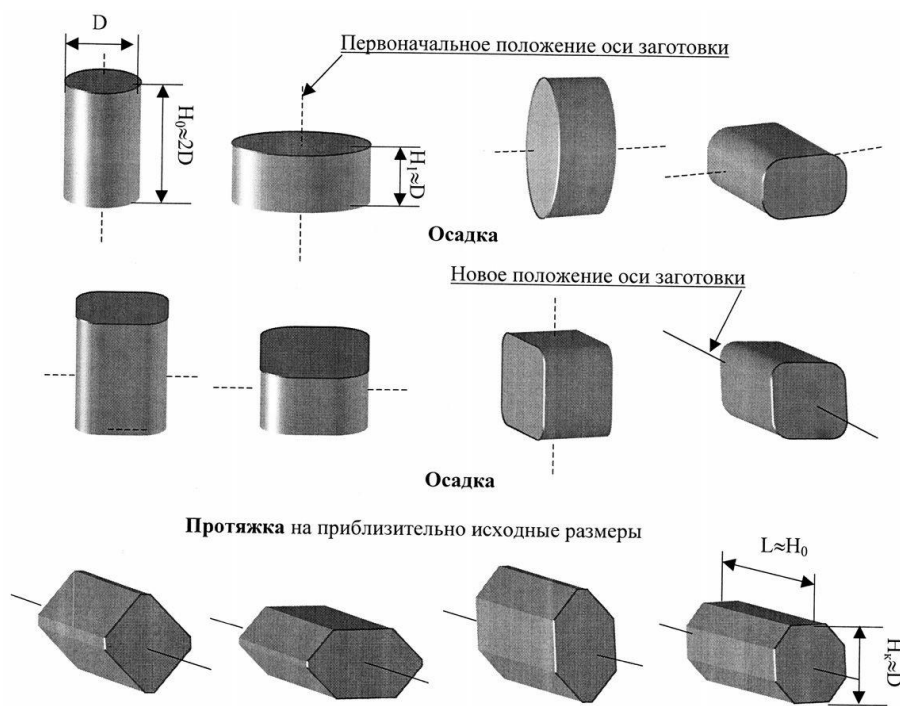 D
Первоначальное положение оси заготовки
H₀≈2D
H₁≈D
Осадка
Новое положение оси заготовки
Осадка
Протяжка на приблизительно исходные размеры
L≈H₀
Hₖ≈D